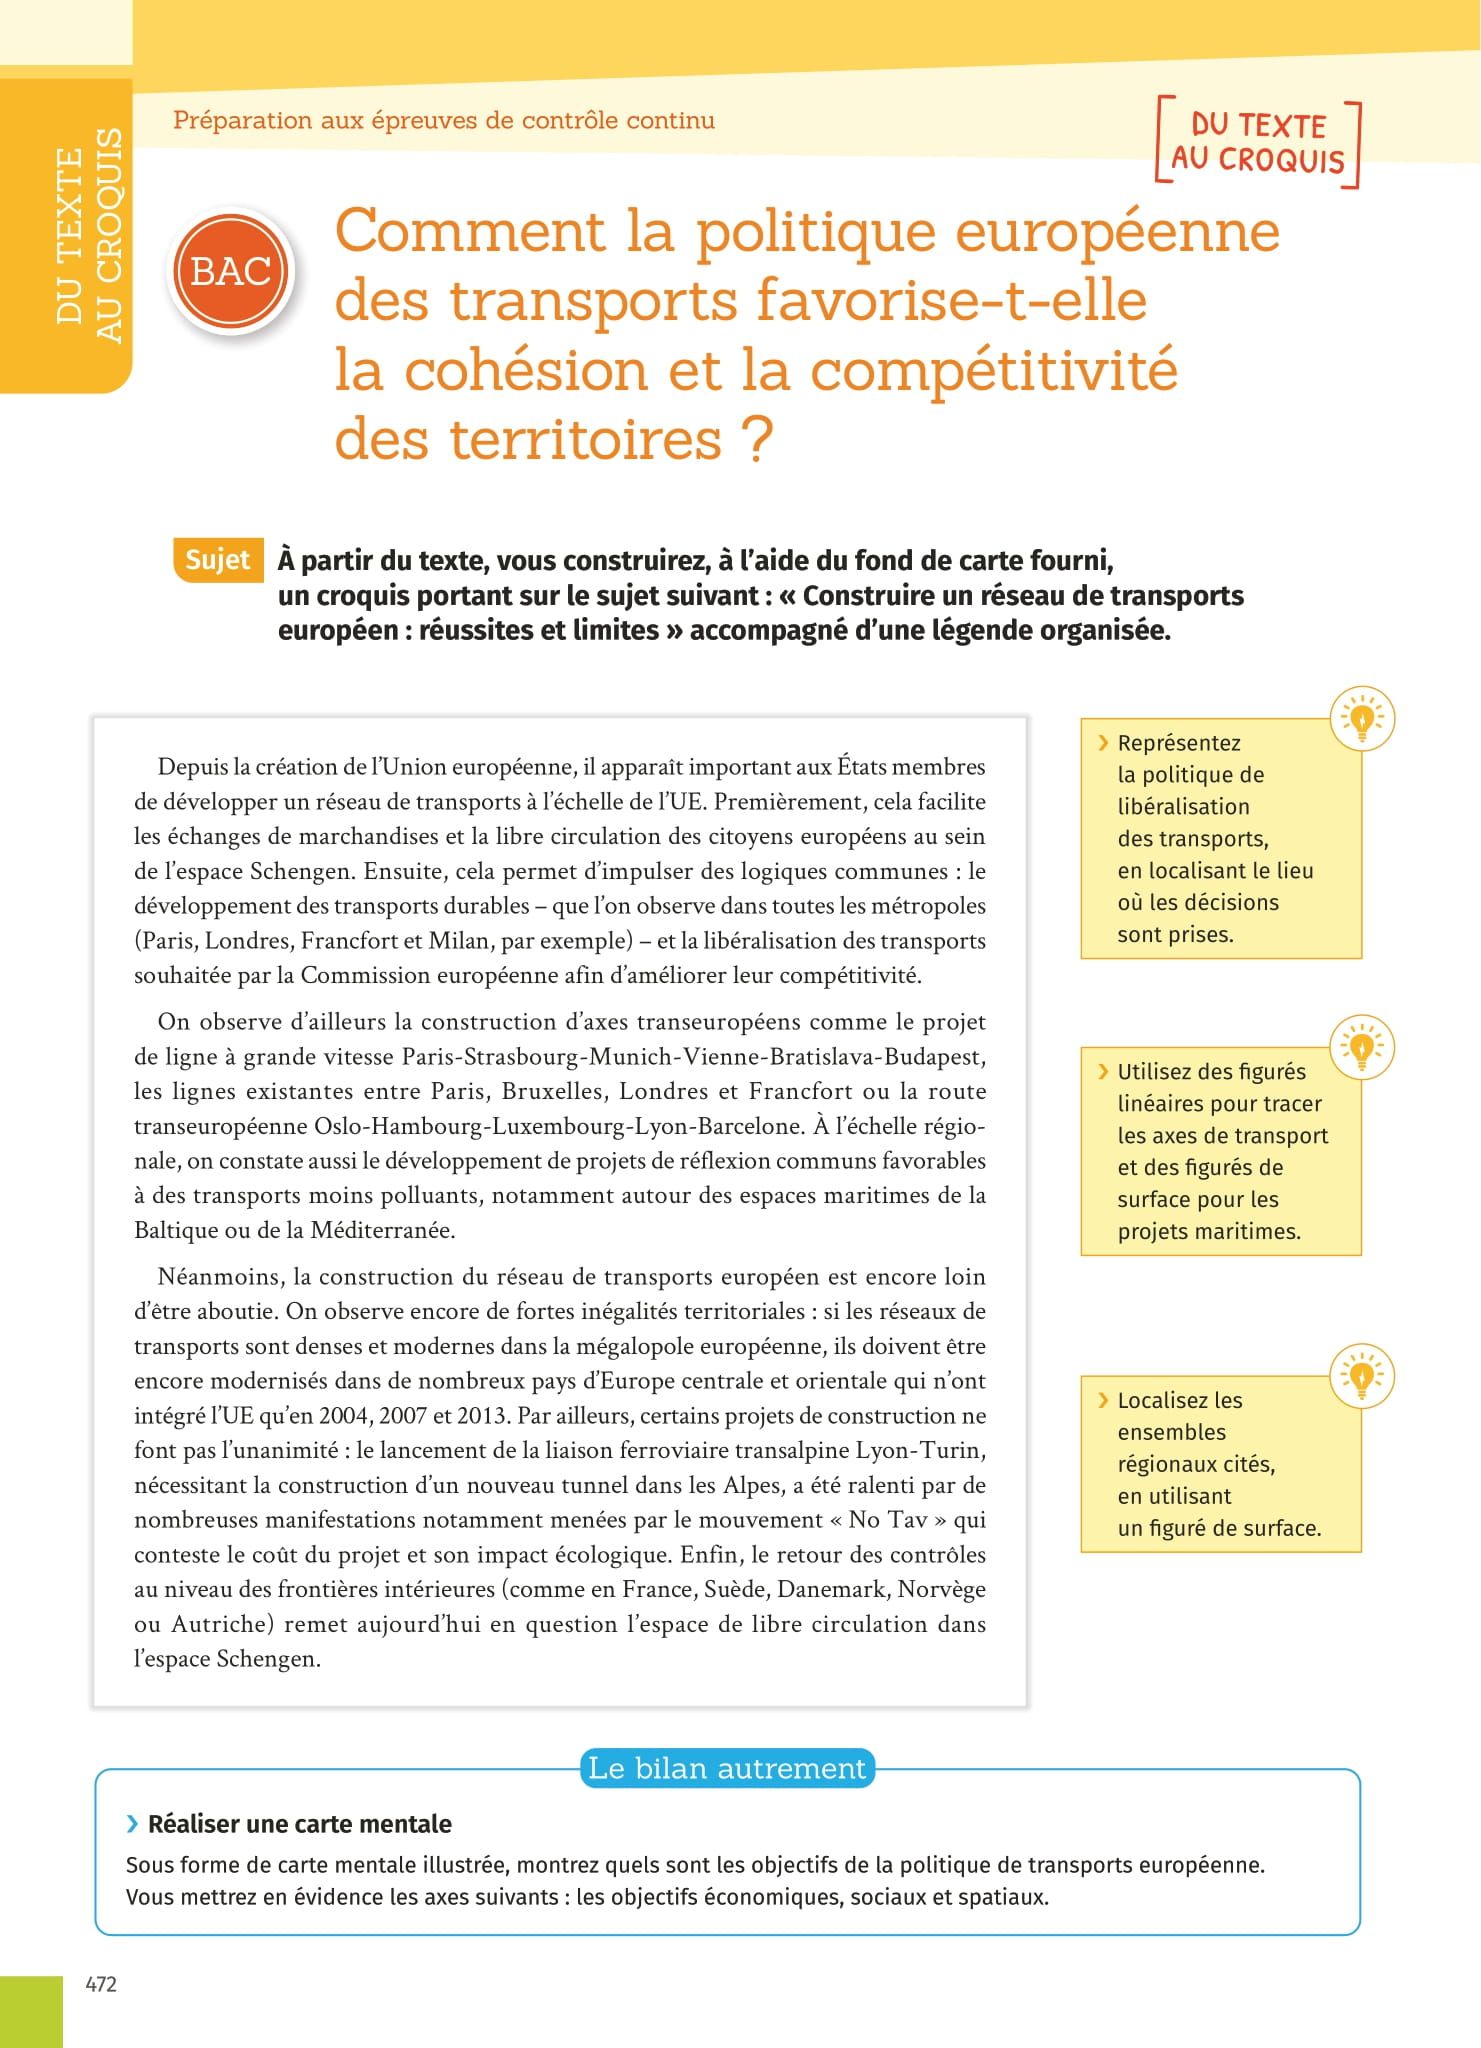 DU TEXTE
AU CROQUIS
Préparation aux épreuves de contrôle continu
DU TEXTE
AU CROQUIS
BAC
Comment la politique européenne
des transports favorise-t-elle
la cohésion et la compétitivité
des territoires ?
Sujet
À partir du texte, vous construirez, à l'aide du fond de carte fourni,
un croquis portant sur le sujet suivant : « Construire un réseau de transports
européen : réussites et limites » accompagné d'une légende organisée.
Depuis la création de l'Union européenne, il apparaît important aux États membres
de développer un réseau de transports à l'échelle de l'UE. Premièrement, cela facilite
les échanges de marchandises et la libre circulation des citoyens européens au sein
de l'espace Schengen. Ensuite, cela permet d'impulser des logiques communes : le
développement des transports durables – que l'on observe dans toutes les métropoles
(Paris, Londres, Francfort et Milan, par exemple) – et la libéralisation des transports
souhaitée par la Commission européenne afin d'améliorer leur compétitivité.
On observe d'ailleurs la construction d'axes transeuropéens comme le projet
de ligne à grande vitesse Paris-Strasbourg-Munich-Vienne-Bratislava-Budapest,
les lignes existantes entre Paris, Bruxelles, Londres et Francfort ou la route
transeuropéenne Oslo-Hambourg-Luxembourg-Lyon-Barcelone. À l'échelle régio-
nale, on constate aussi le développement de projets de réflexion communs favorables
à des transports moins polluants, notamment autour des espaces maritimes de la
Baltique ou de la Méditerranée.
Néanmoins, la construction du réseau de transports européen est encore loin
d'être aboutie. On observe encore de fortes inégalités territoriales : si les réseaux de
transports sont denses et modernes dans la mégalopole européenne, ils doivent être
encore modernisés dans de nombreux pays d'Europe centrale et orientale qui n'ont
intégré l'UE qu'en 2004, 2007 et 2013. Par ailleurs, certains projets de construction ne
font pas l'unanimité : le lancement de la liaison ferroviaire transalpine Lyon-Turin,
nécessitant la construction d'un nouveau tunnel dans les Alpes, a été ralenti par de
nombreuses manifestations notamment menées par le mouvement « No Tav » qui
conteste le coût du projet et son impact écologique. Enfin, le retour des contrôles
au niveau des frontières intérieures (comme en France, Suède, Danemark, Norvège
ou Autriche) remet aujourd'hui en question l'espace de libre circulation dans
l'espace Schengen.
› Représentez
la politique de
libéralisation
des transports,
en localisant le lieu
où les décisions
sont prises.
› Utilisez des figurés
linéaires pour tracer
les axes de transport
et des figurés de
surface pour les
projets maritimes.
› Localisez les
ensembles
régionaux cités,
en utilisant
un figuré de surface.
Le bilan autrement
› Réaliser une carte mentale
Sous forme de carte mentale illustrée, montrez quels sont les objectifs de la politique de transports européenne.
Vous mettrez en évidence les axes suivants : les objectifs économiques, sociaux et spatiaux.
472